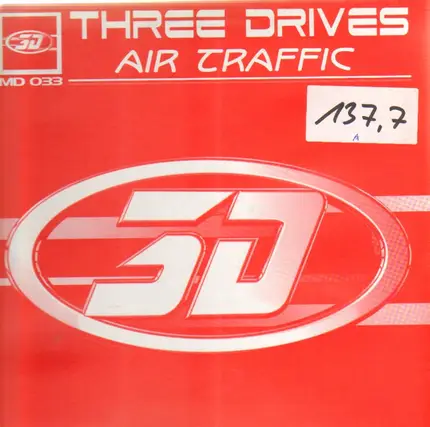 3D
THREE DRIVES
AIR TRAFFIC
MD 033
137,7
A
3D